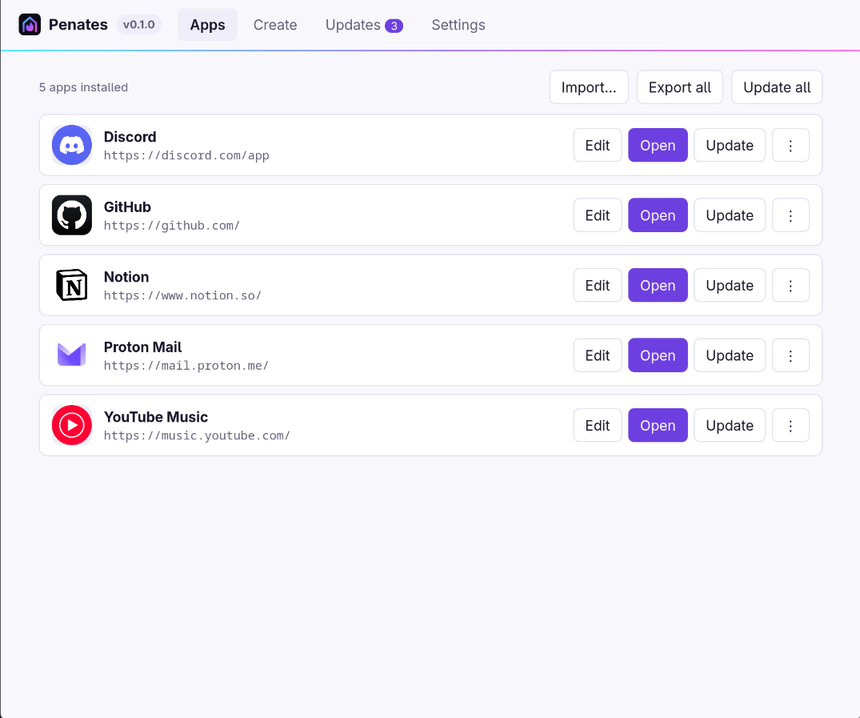 Penates v0.1.0 Apps Create Updates 3 Settings
5 apps installed Import... Export all Update all
Discord
https://discord.com/app
Edit Open Update ⋮
GitHub
https://github.com/
Edit Open Update ⋮
N
Notion
https://www.notion.so/
Edit Open Update ⋮
Proton Mail
https://mail.proton.me/
Edit Open Update ⋮
YouTube Music
https://music.youtube.com/
Edit Open Update ⋮